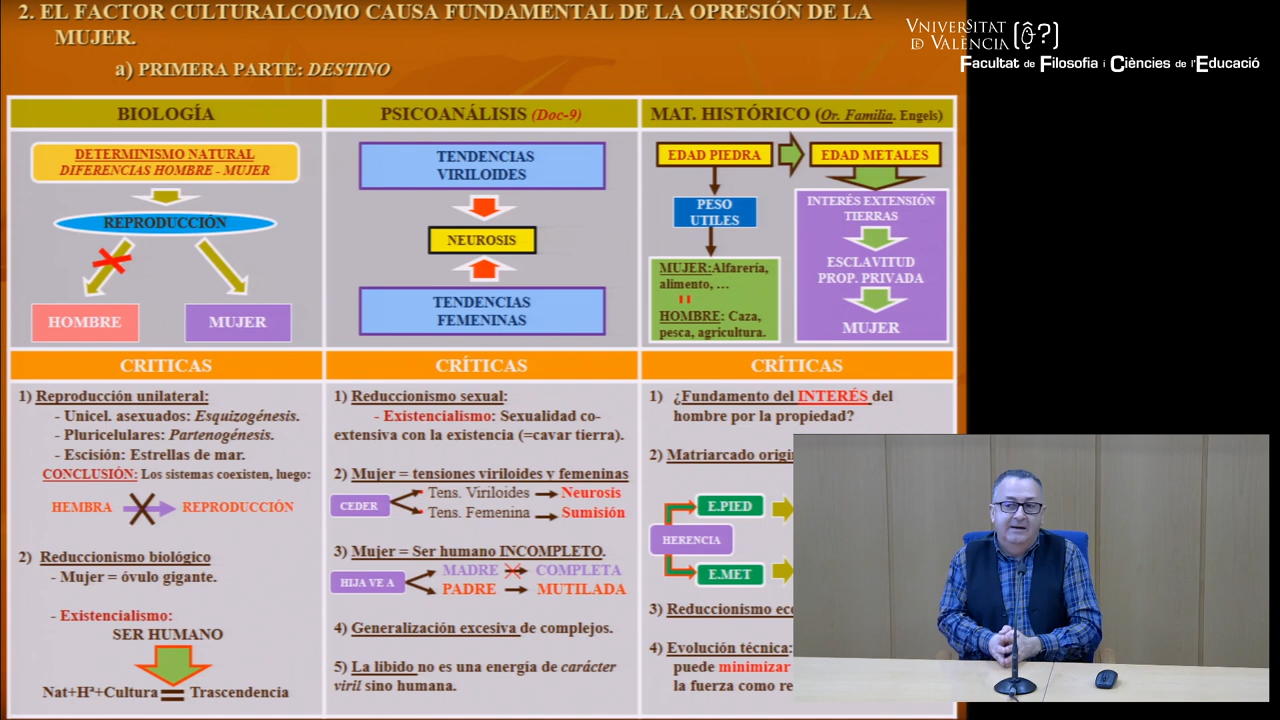 2. EL FACTOR CULTURALCOMO CAUSA FUNDAMENTAL DE LA OPRESIÓN DE LA
MUJER.
a) PRIMERA PARTE: DESTINO
VNIVERSITAT
D VALÈNCIA
Facultat de Filosofia i Ciències de l'Educació
BIOLOGÍA
DETERMINISMO NATURAL
DIFERENCIAS HOMBRE - MUJER
REPRODUCCIÓN
HOMBRE
MUJER
CRITICAS
1) Reproducción unilateral:
- Unicel. asexuados: Esquizogénesis.
- Pluricelulares: Partenogénesis.
- Escisión: Estrellas de mar.
CONCLUSIÓN: Los sistemas coexisten, luego:
HEMBRA REPRODUCCIÓN
2) Reduccionismo biológico
- Mujer = óvulo gigante.
- Existencialismo:
SER HUMANO
Nat+Hª+Cultura = Trascendencia
PSICOANÁLISIS (Doc-9)
TENDENCIAS
VIRILOIDES
NEUROSIS
TENDENCIAS
FEMENINAS
CRÍTICAS
1) Reduccionismo sexual:
- Existencialismo: Sexualidad co-
extensiva con la existencia (=cavar tierra).
2) Mujer = tensiones viriloides y femeninas
CEDER
Tens. Viriloides Neurosis
Tens. Femenina Sumisión
3) Mujer = Ser humano INCOMPLETO.
HIJA VE A
MADRE COMPLETA
PADRE MUTILADA
4) Generalización excesiva de complejos.
5) La libido no es una energía de carácter
viril sino humana.
MAT. HISTÓRICO (Or. Familia. Engels)
EDAD PIEDRA
EDAD METALES
PESO
UTILES
MUJER:Alfarería,
alimento, …
HOMBRE: Caza,
pesca, agricultura.
INTERÉS EXTENSIÓN
TIERRAS
ESCLAVITUD
PROP. PRIVADA
MUJER
CRÍTICAS
1) ¿Fundamento del INTERÉS del
hombre por la propiedad?
2) Matriarcado origi
HERENCIA
E.PIED
E.MET
3) Reduccionismo eco
4) Evolución técnica:
puede minimizar
la fuerza como re